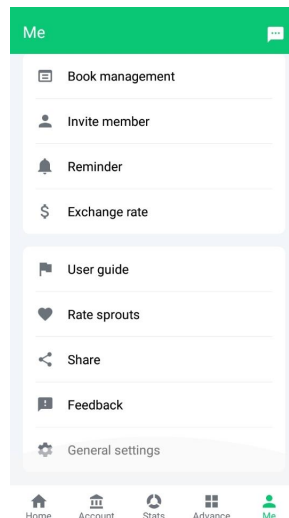 Me
Book management
Invite member
Reminder
Exchange rate
User guide
Rate sprouts
Share
Feedback
General settings
Home Account Stats Advance Me